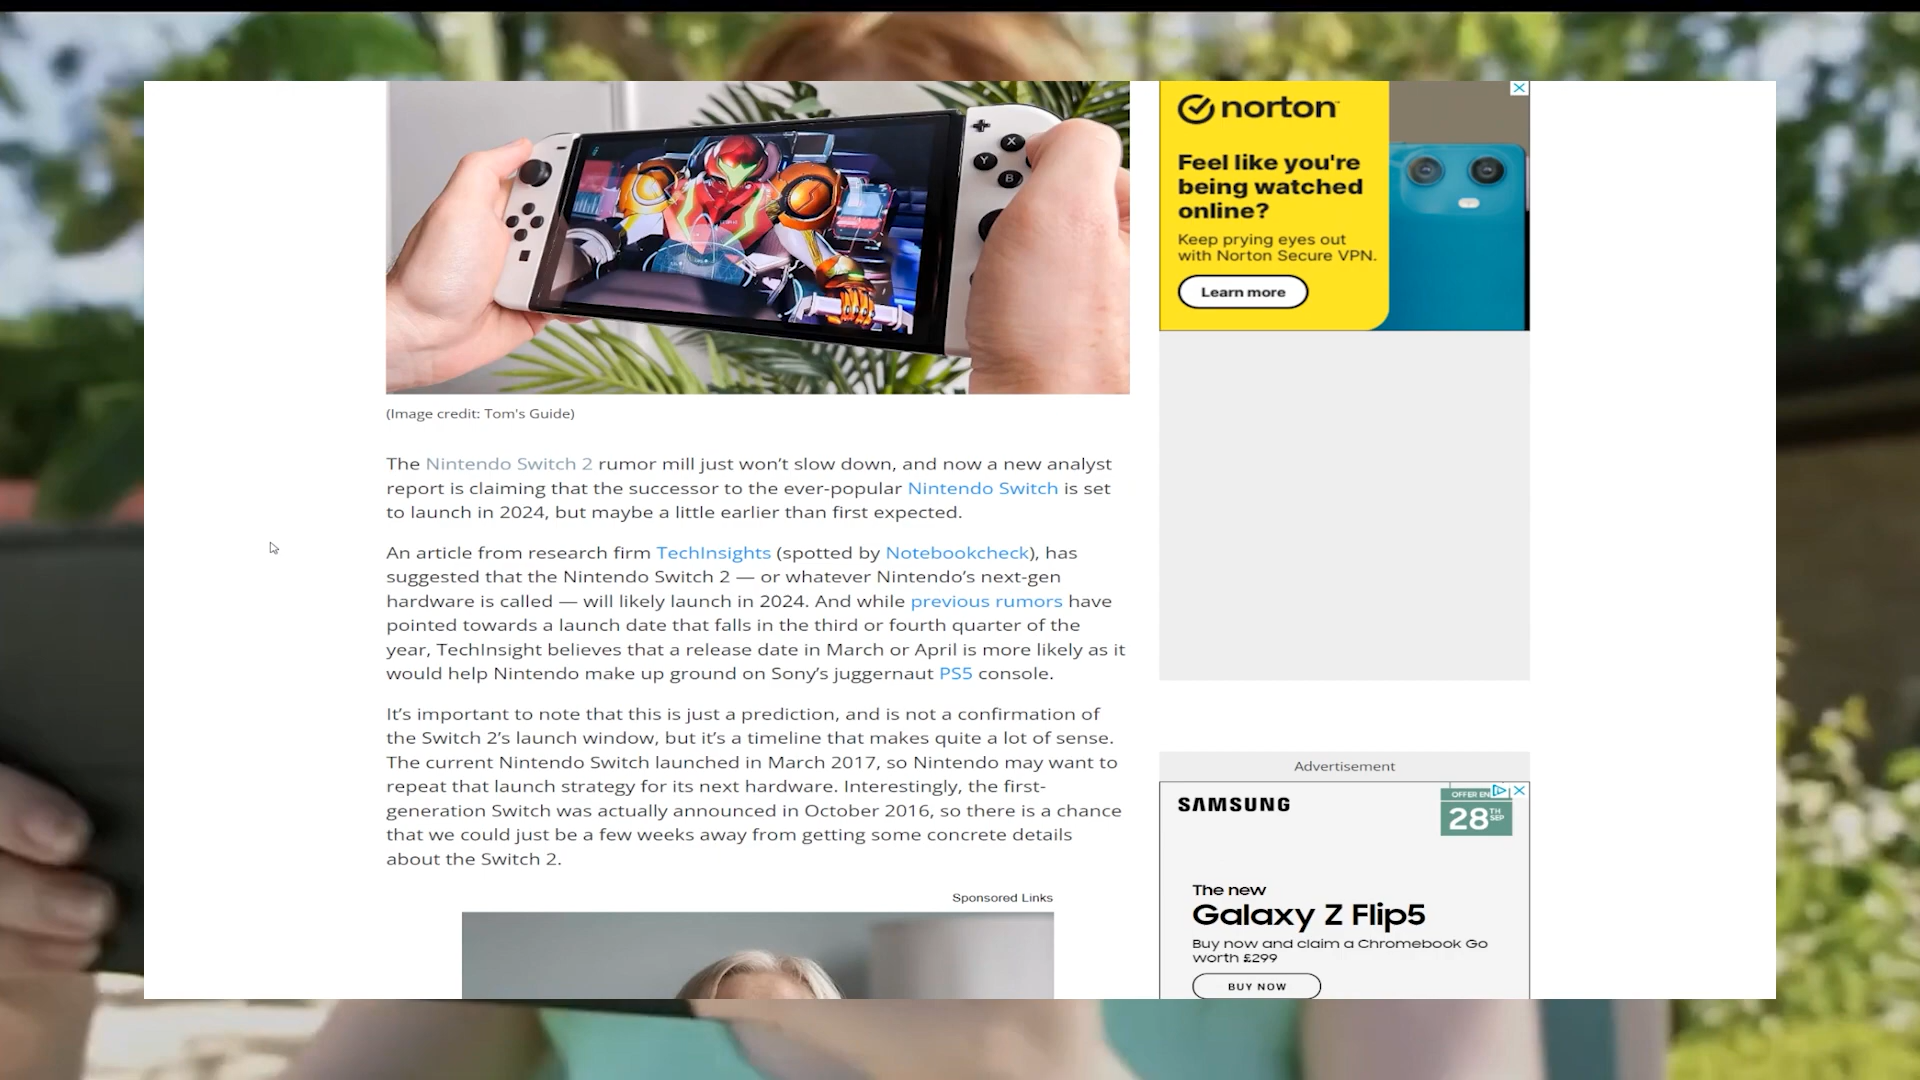 norton
Feel like you're
being watched
online?
Keep prying eyes out
with Norton Secure VPN.
Learn more
X
Y
B
(Image credit: Tom's Guide)
The Nintendo Switch 2 rumor mill just won’t slow down, and now a new analyst
report is claiming that the successor to the ever-popular Nintendo Switch is set
to launch in 2024, but maybe a little earlier than first expected.
An article from research firm TechInsights (spotted by Notebookcheck), has
suggested that the Nintendo Switch 2 — or whatever Nintendo’s next-gen
hardware is called — will likely launch in 2024. And while previous rumors have
pointed towards a launch date that falls in the third or fourth quarter of the
year, TechInsight believes that a release date in March or April is more likely as it
would help Nintendo make up ground on Sony’s juggernaut PS5 console.
It’s important to note that this is just a prediction, and is not a confirmation of
the Switch 2’s launch window, but it’s a timeline that makes quite a lot of sense.
The current Nintendo Switch launched in March 2017, so Nintendo may want to
repeat that launch strategy for its next hardware. Interestingly, the first-
generation Switch was actually announced in October 2016, so there is a chance
that we could just be a few weeks away from getting some concrete details
about the Switch 2.
Sponsored Links
Advertisement
SAMSUNG
OFFER EN
28TH SEP
The new
Galaxy Z Flip5
Buy now and claim a Chromebook Go
worth £299
BUY NOW